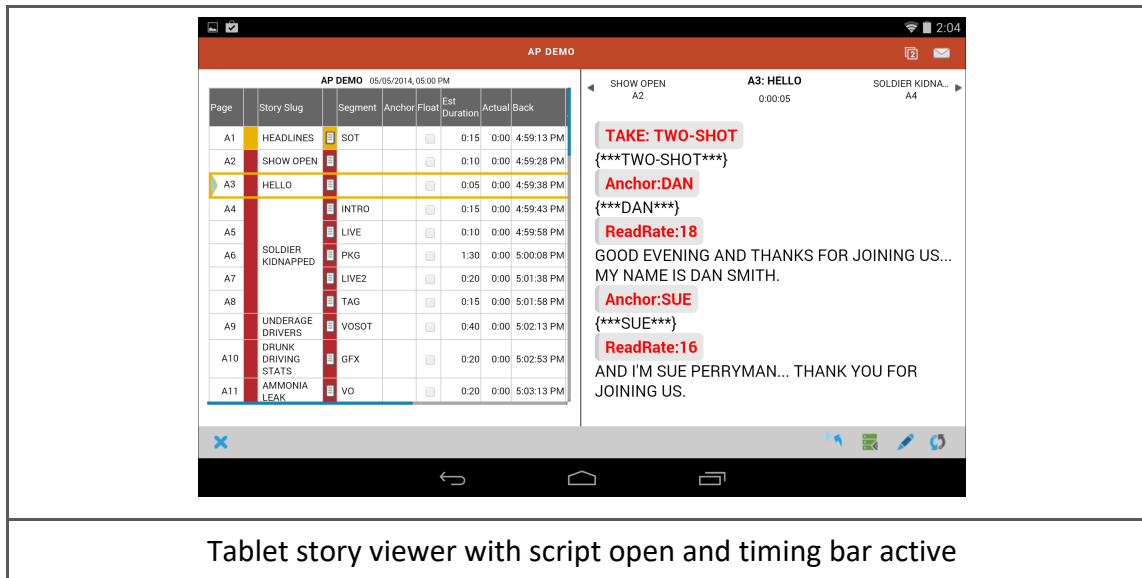 2:04
AP DEMO
2
AP DEMO 05/05/2014, 05:00 PM
Page Story Slug Segment Anchor Float Est Duration Actual Back
A1 HEADLINES SOT 0:15 0:00 4:59:13 PM
A2 SHOW OPEN 0:10 0:00 4:59:28 PM
A3 HELLO 0:05 0:00 4:59:38 PM
A4 INTRO 0:15 0:00 4:59:43 PM
A5 LIVE 0:10 0:00 4:59:58 PM
A6 SOLDIER KIDNAPPED PKG 1:30 0:00 5:00:08 PM
A7 LIVE2 0:20 0:00 5:01:38 PM
A8 TAG 0:15 0:00 5:01:58 PM
A9 UNDERAGE DRIVERS VOSOT 0:40 0:00 5:02:13 PM
A10 DRUNK DRIVING STATS GFX 0:20 0:00 5:02:53 PM
A11 AMMONIA LEAK VO 0:20 0:00 5:03:13 PM
SHOW OPEN A3: HELLO SOLDIER KIDNA...
A2 0:00:05 A4
TAKE: TWO-SHOT
{***TWO-SHOT***}
Anchor:DAN
{***DAN***}
ReadRate:18
GOOD EVENING AND THANKS FOR JOINING US...
MY NAME IS DAN SMITH.
Anchor:SUE
{***SUE***}
ReadRate:16
AND I'M SUE PERRYMAN... THANK YOU FOR
JOINING US.
Tablet story viewer with script open and timing bar active